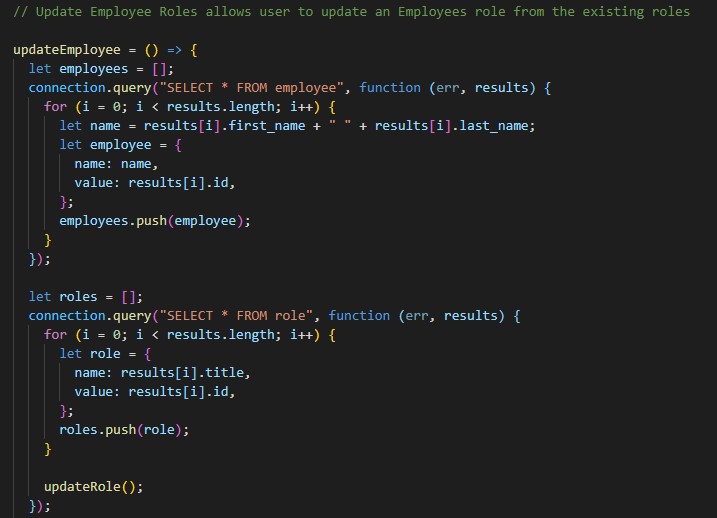 // Update Employee Roles allows user to update an Employees role from the existing roles
updateEmployee = () => {
let employees = [];
connection.query("SELECT * FROM employee", function (err, results) {
for (i = 0; i < results.length; i++) {
let name = results[i].first_name + " " + results[i].last_name;
let employee = {
name: name,
value: results[i].id,
};
employees.push(employee);
}
});
let roles = [];
connection.query("SELECT * FROM role", function (err, results) {
for (i = 0; i < results.length; i++) {
let role = {
name: results[i].title,
value: results[i].id,
};
roles.push(role);
}
updateRole();
});